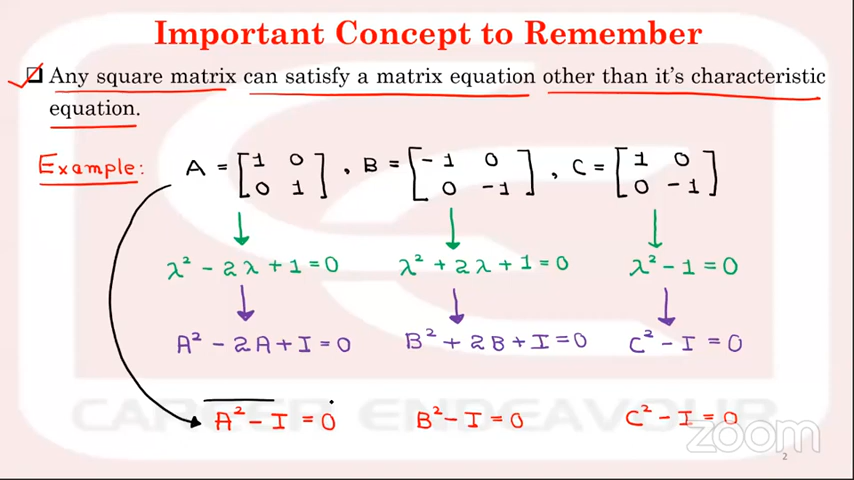 Important Concept to Remember
Any square matrix can satisfy a matrix equation other than it's characteristic
equation.
Example: A = [1 0; 0 1], B = [-1 0; 0 -1], C = [1 0; 0 -1]
λ² - 2λ + 1 = 0 λ² + 2λ + 1 = 0 λ² - 1 = 0
A² - 2A + I = 0 B² + 2B + I = 0 C² - I = 0
A² - I = 0 B² - I = 0 C² - I = 0
CAREER ENDEAVOUR
zoom
2